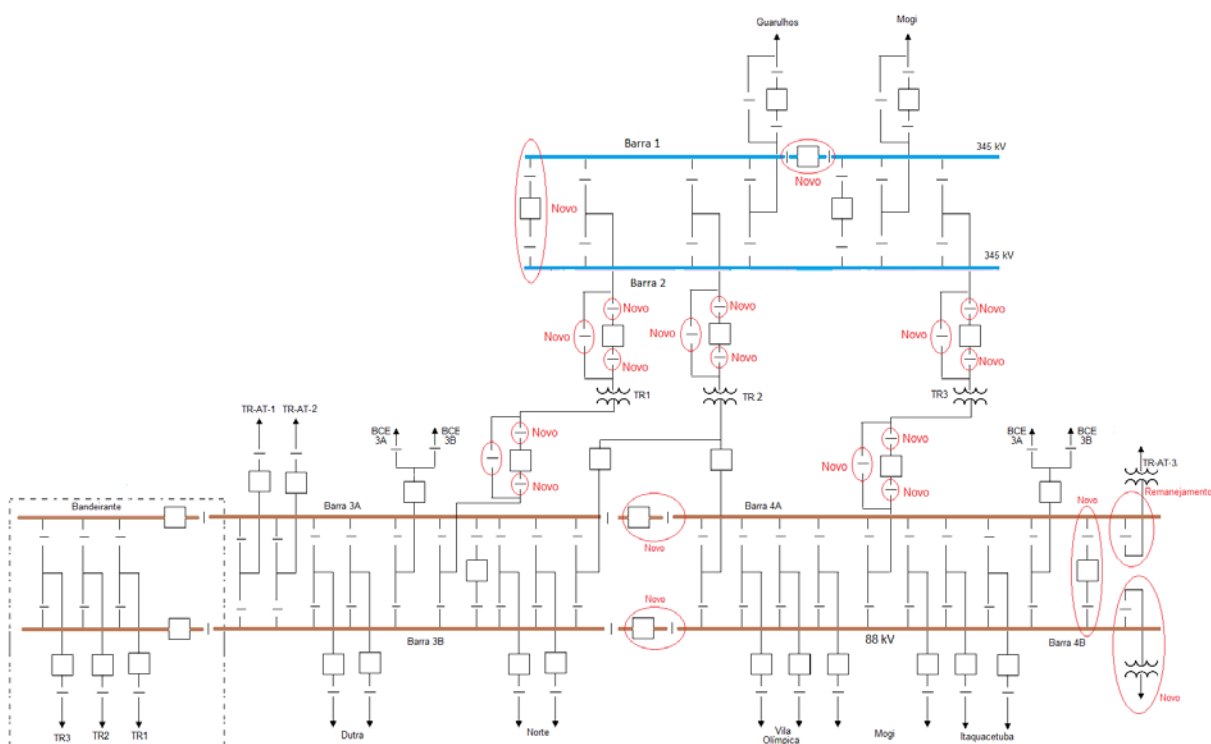 Guarulhos
Mogi
Barra 1
345 kV
Novo
Novo
345 kV
Barra 2
Novo
Novo
Novo
Novo
Novo
Novo
Novo
Novo
Novo
TR1
TR2
TR3
TR-AT-1
TR-AT-2
BCE
3A
BCE
3B
Novo
Novo
Novo
Novo
Novo
Novo
BCE
3A
BCE
3B
TR-AT-3
Remanejamento
Novo
Bandeirante
Barra 3A
Barra 4A
Novo
Novo
Barra 3B
88 kV
Barra 4B
Novo
TR3
TR2
TR1
Dutra
Norte
Vila
Olímpica
Mogi
Itaquacetuba